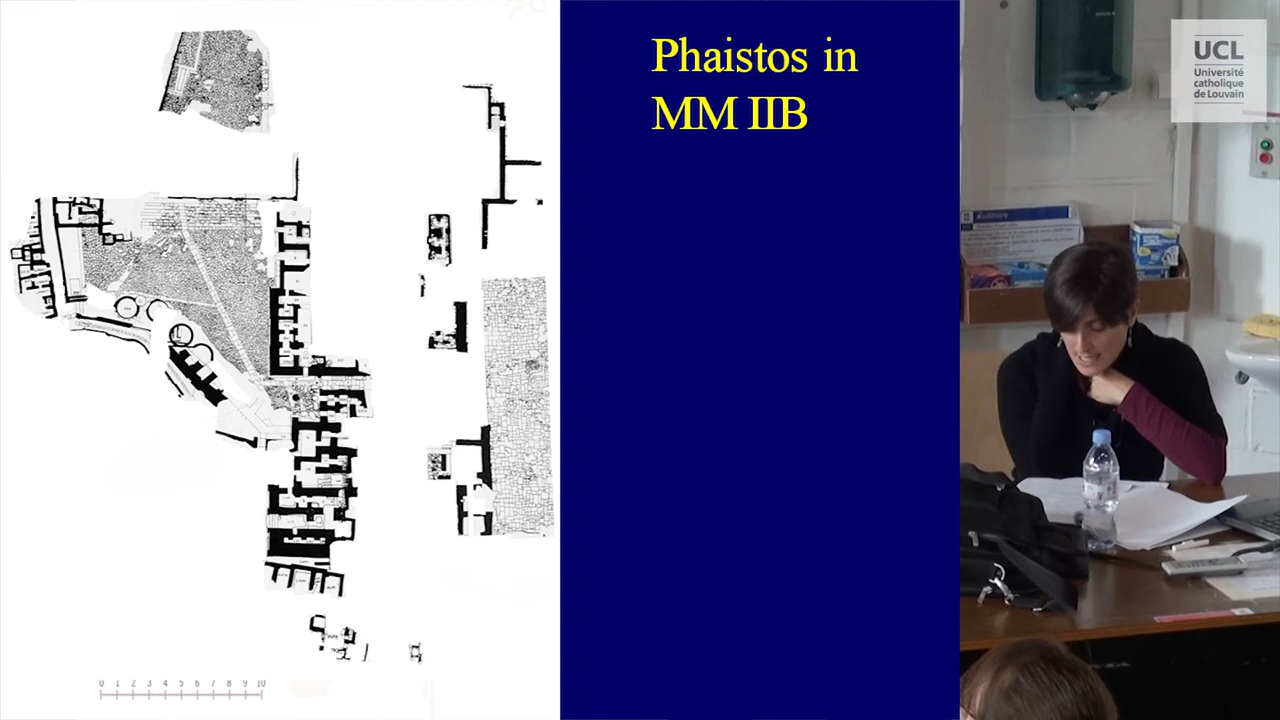 Phaistos in
MM IIB
UCL
Université
catholique
de Louvain
0 1 2 3 4 5 6 7 8 9 10